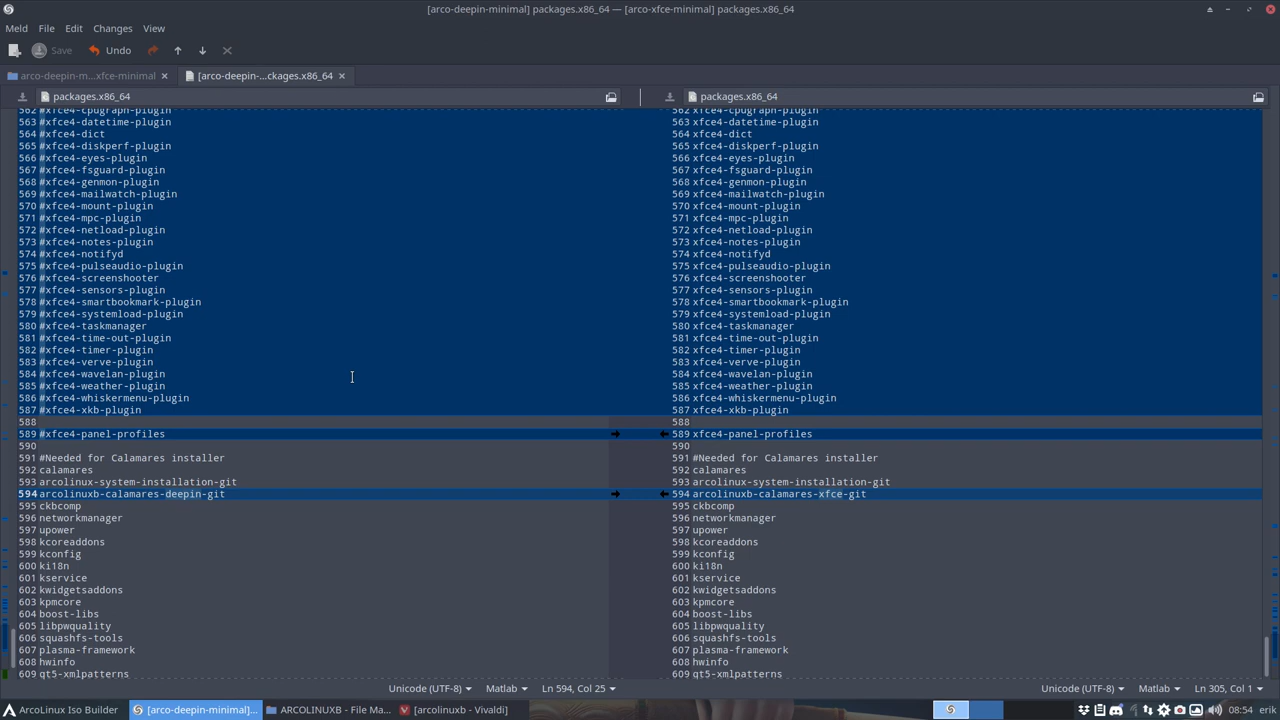 [arco-deepin-minimal] packages.x86_64 — [arco-xfce-minimal] packages.x86_64
Meld File Edit Changes View
Save Undo
arco-deepin-m...xfce-minimal [arco-deepin-...ckages.x86_64
packages.x86_64
562 #xfce4-cpugraph-plugin
563 #xfce4-datetime-plugin
564 #xfce4-dict
565 #xfce4-diskperf-plugin
566 #xfce4-eyes-plugin
567 #xfce4-fsguard-plugin
568 #xfce4-genmon-plugin
569 #xfce4-mailwatch-plugin
570 #xfce4-mount-plugin
571 #xfce4-mpc-plugin
572 #xfce4-netload-plugin
573 #xfce4-notes-plugin
574 #xfce4-notifyd
575 #xfce4-pulseaudio-plugin
576 #xfce4-screenshooter
577 #xfce4-sensors-plugin
578 #xfce4-smartbookmark-plugin
579 #xfce4-systemload-plugin
580 #xfce4-taskmanager
581 #xfce4-time-out-plugin
582 #xfce4-timer-plugin
583 #xfce4-verve-plugin
584 #xfce4-wavelan-plugin
585 #xfce4-weather-plugin
586 #xfce4-whiskermenu-plugin
587 #xfce4-xkb-plugin
588
589 #xfce4-panel-profiles
590
591 #Needed for Calamares installer
592 calamares
593 arcolinux-system-installation-git
594 arcolinuxb-calamares-deepin-git
595 ckbcomp
596 networkmanager
597 upower
598 kcoreaddons
599 kconfig
600 ki18n
601 kservice
602 kwidgetsaddons
603 kpmcore
604 boost-libs
605 libpwquality
606 squashfs-tools
607 plasma-framework
608 hwinfo
609 qt5-xmlpatterns
Unicode (UTF-8) Matlab Ln 594, Col 25
packages.x86_64
562 xfce4-cpugraph-plugin
563 xfce4-datetime-plugin
564 xfce4-dict
565 xfce4-diskperf-plugin
566 xfce4-eyes-plugin
567 xfce4-fsguard-plugin
568 xfce4-genmon-plugin
569 xfce4-mailwatch-plugin
570 xfce4-mount-plugin
571 xfce4-mpc-plugin
572 xfce4-netload-plugin
573 xfce4-notes-plugin
574 xfce4-notifyd
575 xfce4-pulseaudio-plugin
576 xfce4-screenshooter
577 xfce4-sensors-plugin
578 xfce4-smartbookmark-plugin
579 xfce4-systemload-plugin
580 xfce4-taskmanager
581 xfce4-time-out-plugin
582 xfce4-timer-plugin
583 xfce4-verve-plugin
584 xfce4-wavelan-plugin
585 xfce4-weather-plugin
586 xfce4-whiskermenu-plugin
587 xfce4-xkb-plugin
588
589 xfce4-panel-profiles
590
591 #Needed for Calamares installer
592 calamares
593 arcolinux-system-installation-git
594 arcolinuxb-calamares-xfce-git
595 ckbcomp
596 networkmanager
597 upower
598 kcoreaddons
599 kconfig
600 ki18n
601 kservice
602 kwidgetsaddons
603 kpmcore
604 boost-libs
605 libpwquality
606 squashfs-tools
607 plasma-framework
608 hwinfo
609 qt5-xmlpatterns
Unicode (UTF-8) Matlab Ln 305, Col 1
ArcoLinux Iso Builder [arco-deepin-minimal]... ARCOLINUXB - File Ma... [arcolinuxb - Vivaldi] 08:54 erik